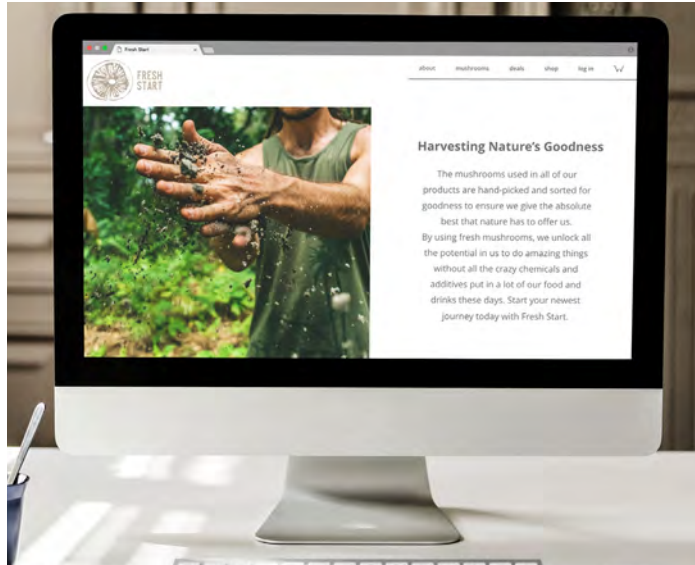 Fresh Start
FRESH
START
about mushrooms deals shop log in
Harvesting Nature's Goodness
The mushrooms used in all of our
products are hand-picked and sorted for
goodness to ensure we give the absolute
best that nature has to offer us.
By using fresh mushrooms, we unlock all
the potential in us to do amazing things
without all the crazy chemicals and
additives put in a lot of our food and
drinks these days. Start your newest
journey today with Fresh Start.